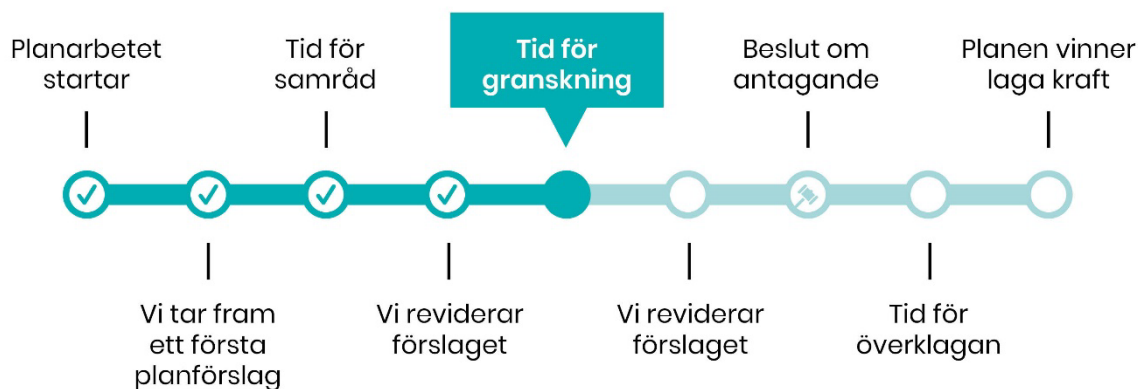 Planarbetet
startar
Tid för
samråd
Tid för
granskning
Beslut om
antagande
Planen vinner
laga kraft
Vi tar fram
ett första
planförslag
Vi reviderar
förslaget
Vi reviderar
förslaget
Tid för
överklagan